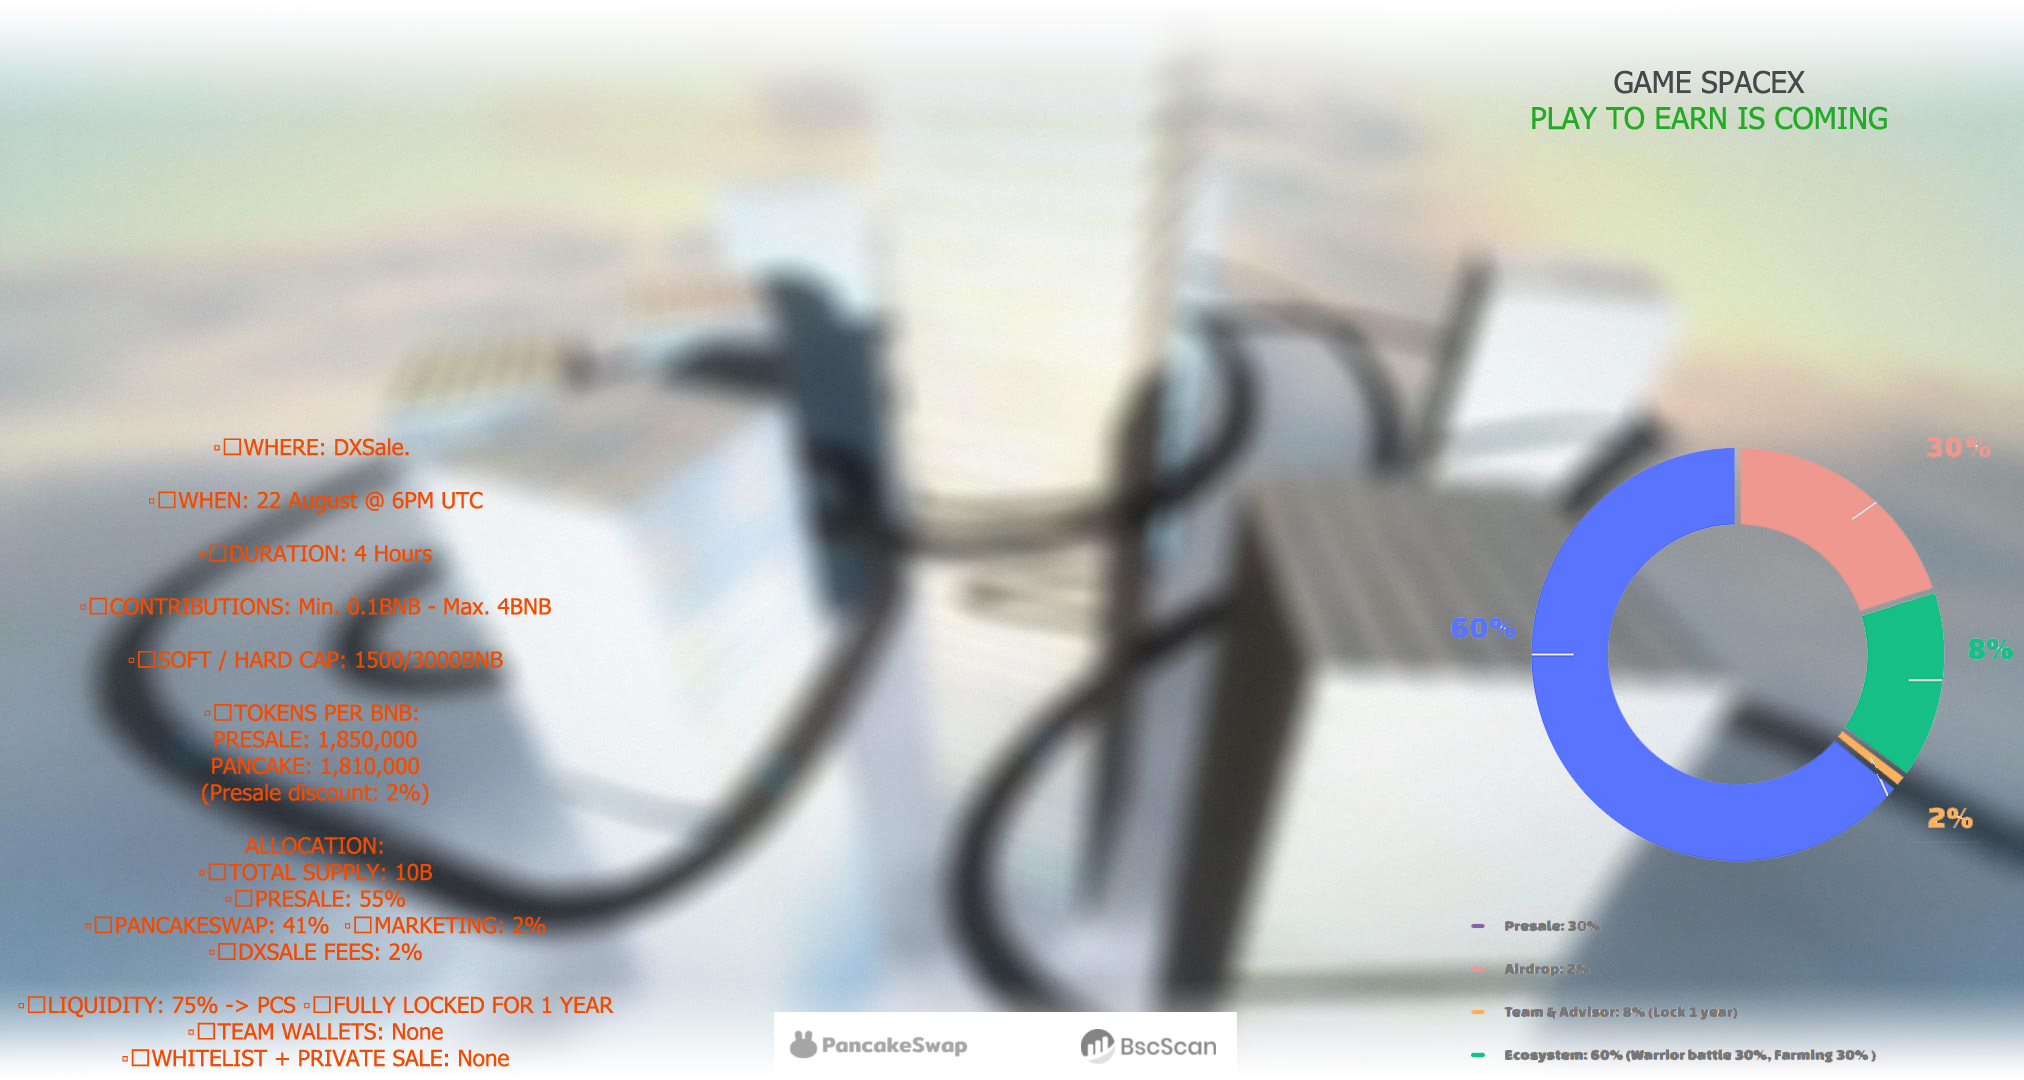 GAME SPACEX
PLAY TO EARN IS COMING
▫□WHERE: DXSale.
▫□WHEN: 22 August @ 6PM UTC
▫□DURATION: 4 Hours
▫□CONTRIBUTIONS: Min. 0.1BNB - Max. 4BNB
▫□SOFT / HARD CAP: 1500/3000BNB
▫□TOKENS PER BNB:
PRESALE: 1,850,000
PANCAKE: 1,810,000
(Presale discount: 2%)
ALLOCATION:
▫□TOTAL SUPPLY: 10B
▫□PRESALE: 55%
▫□PANCAKESWAP: 41% ▫□MARKETING: 2%
▫□DXSALE FEES: 2%
▫□LIQUIDITY: 75% -> PCS ▫□FULLY LOCKED FOR 1 YEAR
▫□TEAM WALLETS: None
▫□WHITELIST + PRIVATE SALE: None
30%
60%
8%
2%
Presale: 30%
Airdrop: 2%
Team & Advisor: 8% (Lock 1 year)
Ecosystem: 60% (Warrior battle 30%, Farming 30% )
PancakeSwap
BscScan